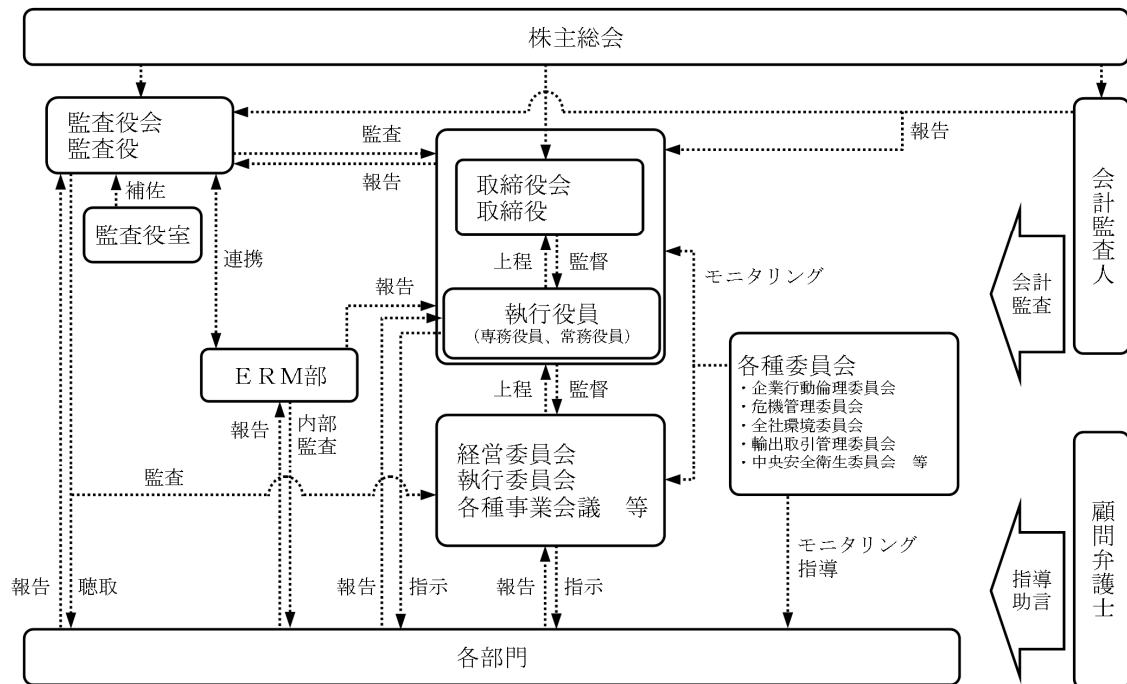 株主総会
監査役会
監査役
監査
報告
報告
取締役会
取締役
会計監査人
補佐
監査役室
連携
上程
監督
モニタリング
会計
監査
報告
執行役員
(専務役員、常務役員)
ERM部
各種委員会
・企業行動倫理委員会
・危機管理委員会
・全社環境委員会
・輸出取引管理委員会
・中央安全衛生委員会 等
上程
監督
報告
内部
監査
経営委員会
執行委員会
各種事業会議 等
監査
モニタリング
指導
顧問弁護士
報告
聴取
報告
指示
報告
指示
指導
助言
各部門